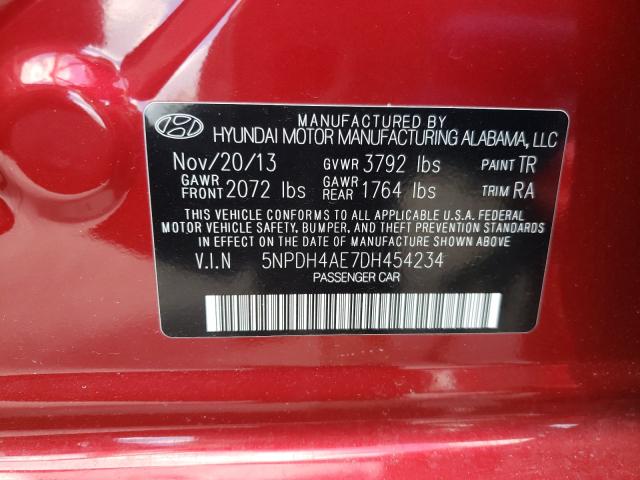 MANUFACTURED BY
HYUNDAI MOTOR MANUFACTURING ALABAMA, LLC
Nov/20/13 GVWR 3792 lbs PAINT TR
GAWR FRONT 2072 lbs GAWR REAR 1764 lbs TRIM RA
THIS VEHICLE CONFORMS TO ALL APPLICABLE U.S.A. FEDERAL
MOTOR VEHICLE SAFETY, BUMPER, AND THEFT PREVENTION
STANDARDS IN EFFECT ON THE DATE OF MANUFACTURE SHOWN ABOVE
V.I.N 5NPDH4AE7DH454234
PASSENGER CAR